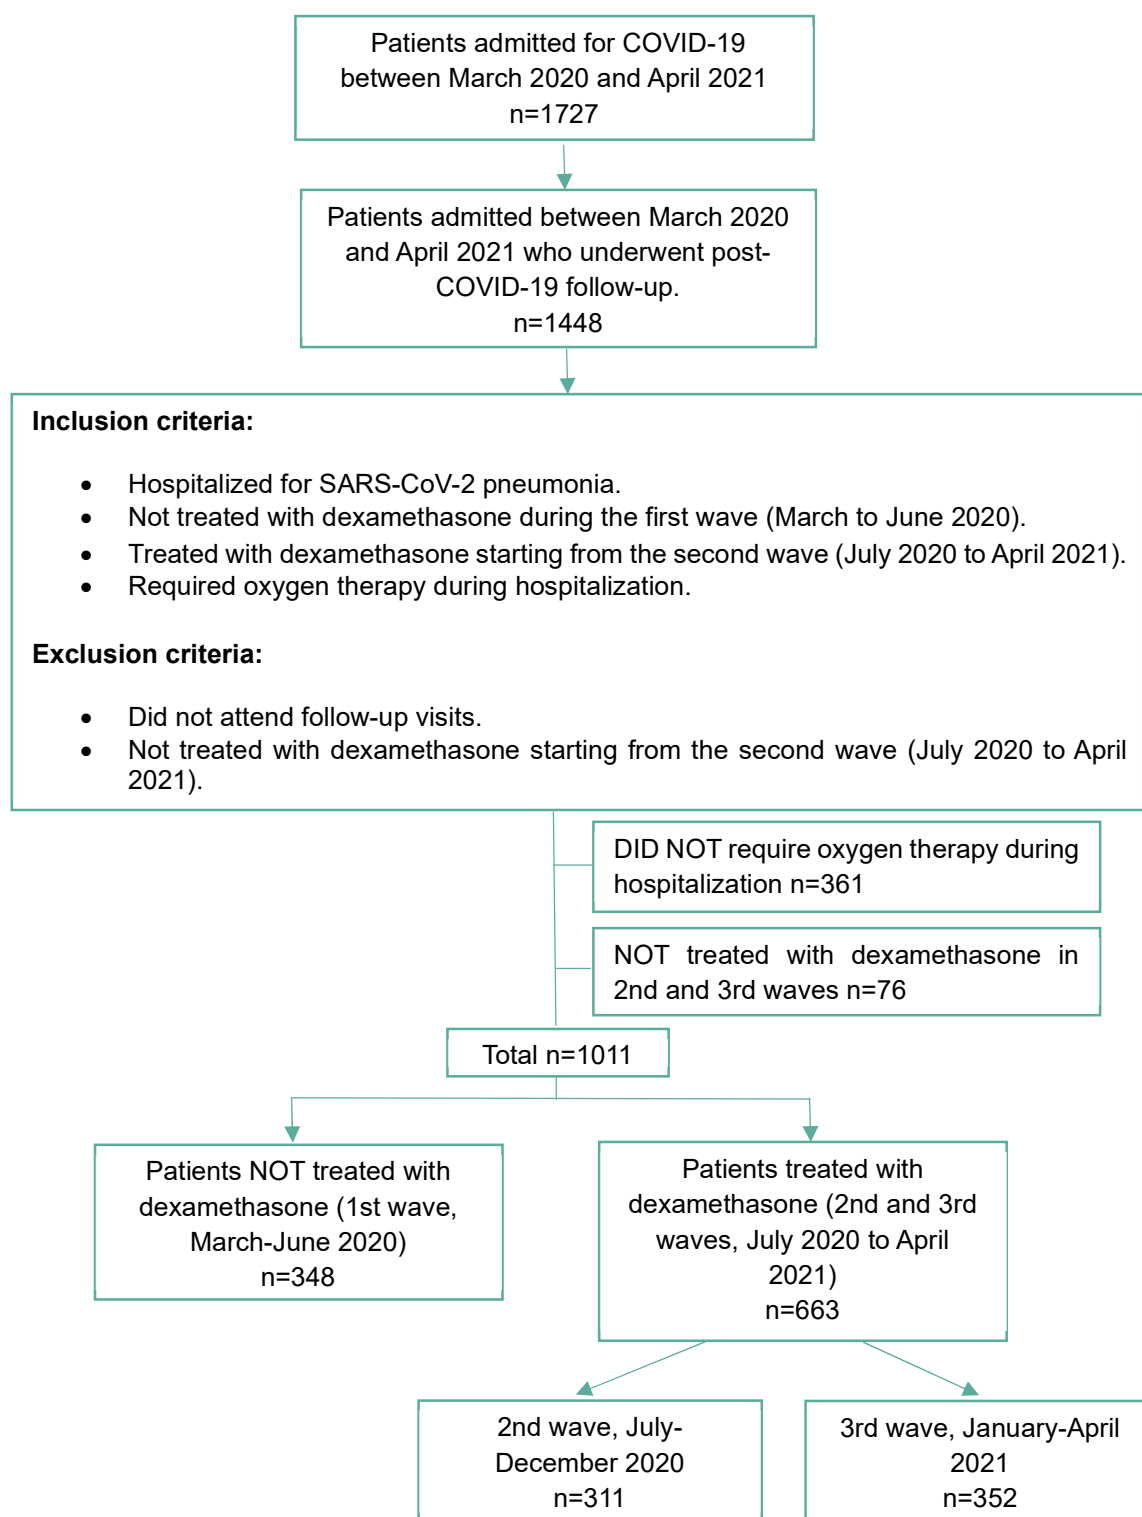 Patients admitted for COVID-19
between March 2020 and April 2021
n=1727
Patients admitted between March 2020
and April 2021 who underwent post-
COVID-19 follow-up.
n=1448
Inclusion criteria:
• Hospitalized for SARS-CoV-2 pneumonia.
• Not treated with dexamethasone during the first wave (March to June 2020).
• Treated with dexamethasone starting from the second wave (July 2020 to April 2021).
• Required oxygen therapy during hospitalization.
Exclusion criteria:
• Did not attend follow-up visits.
• Not treated with dexamethasone starting from the second wave (July 2020 to April
2021).
DID NOT require oxygen therapy during
hospitalization n=361
NOT treated with dexamethasone in
2nd and 3rd waves n=76
Total n=1011
Patients NOT treated with
dexamethasone (1st wave,
March-June 2020)
n=348
Patients treated with
dexamethasone (2nd and 3rd
waves, July 2020 to April
2021)
n=663
2nd wave, July-
December 2020
n=311
3rd wave, January-April
2021
n=352